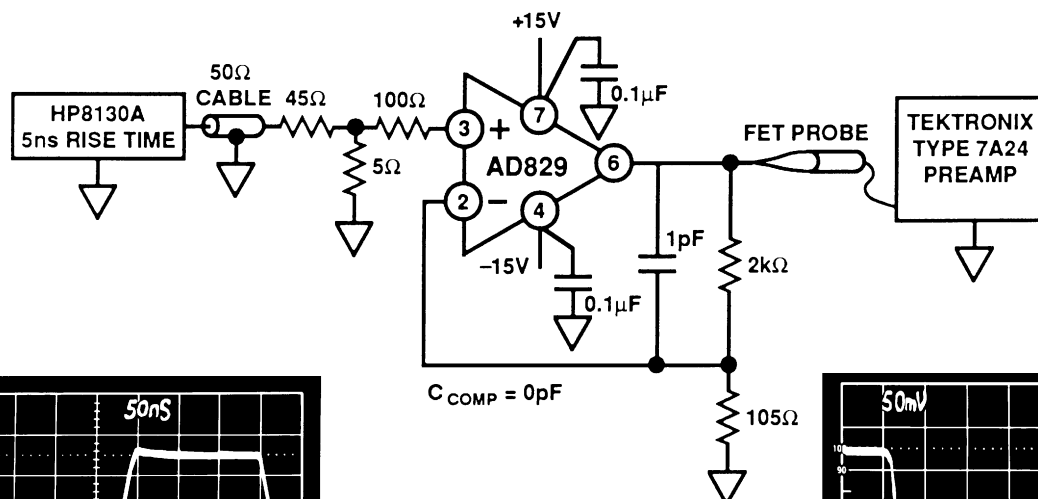 +15V
50Ω
CABLE
45Ω
100Ω
0.1μF
HP8130A
5ns RISE TIME
3
+
7
5Ω
AD829
6
FET PROBE
TEKTRONIX
TYPE 7A24
PREAMP
2
–
4
–15V
0.1μF
1pF
2kΩ
C COMP = 0pF
105Ω
50nS
50mV
10
90